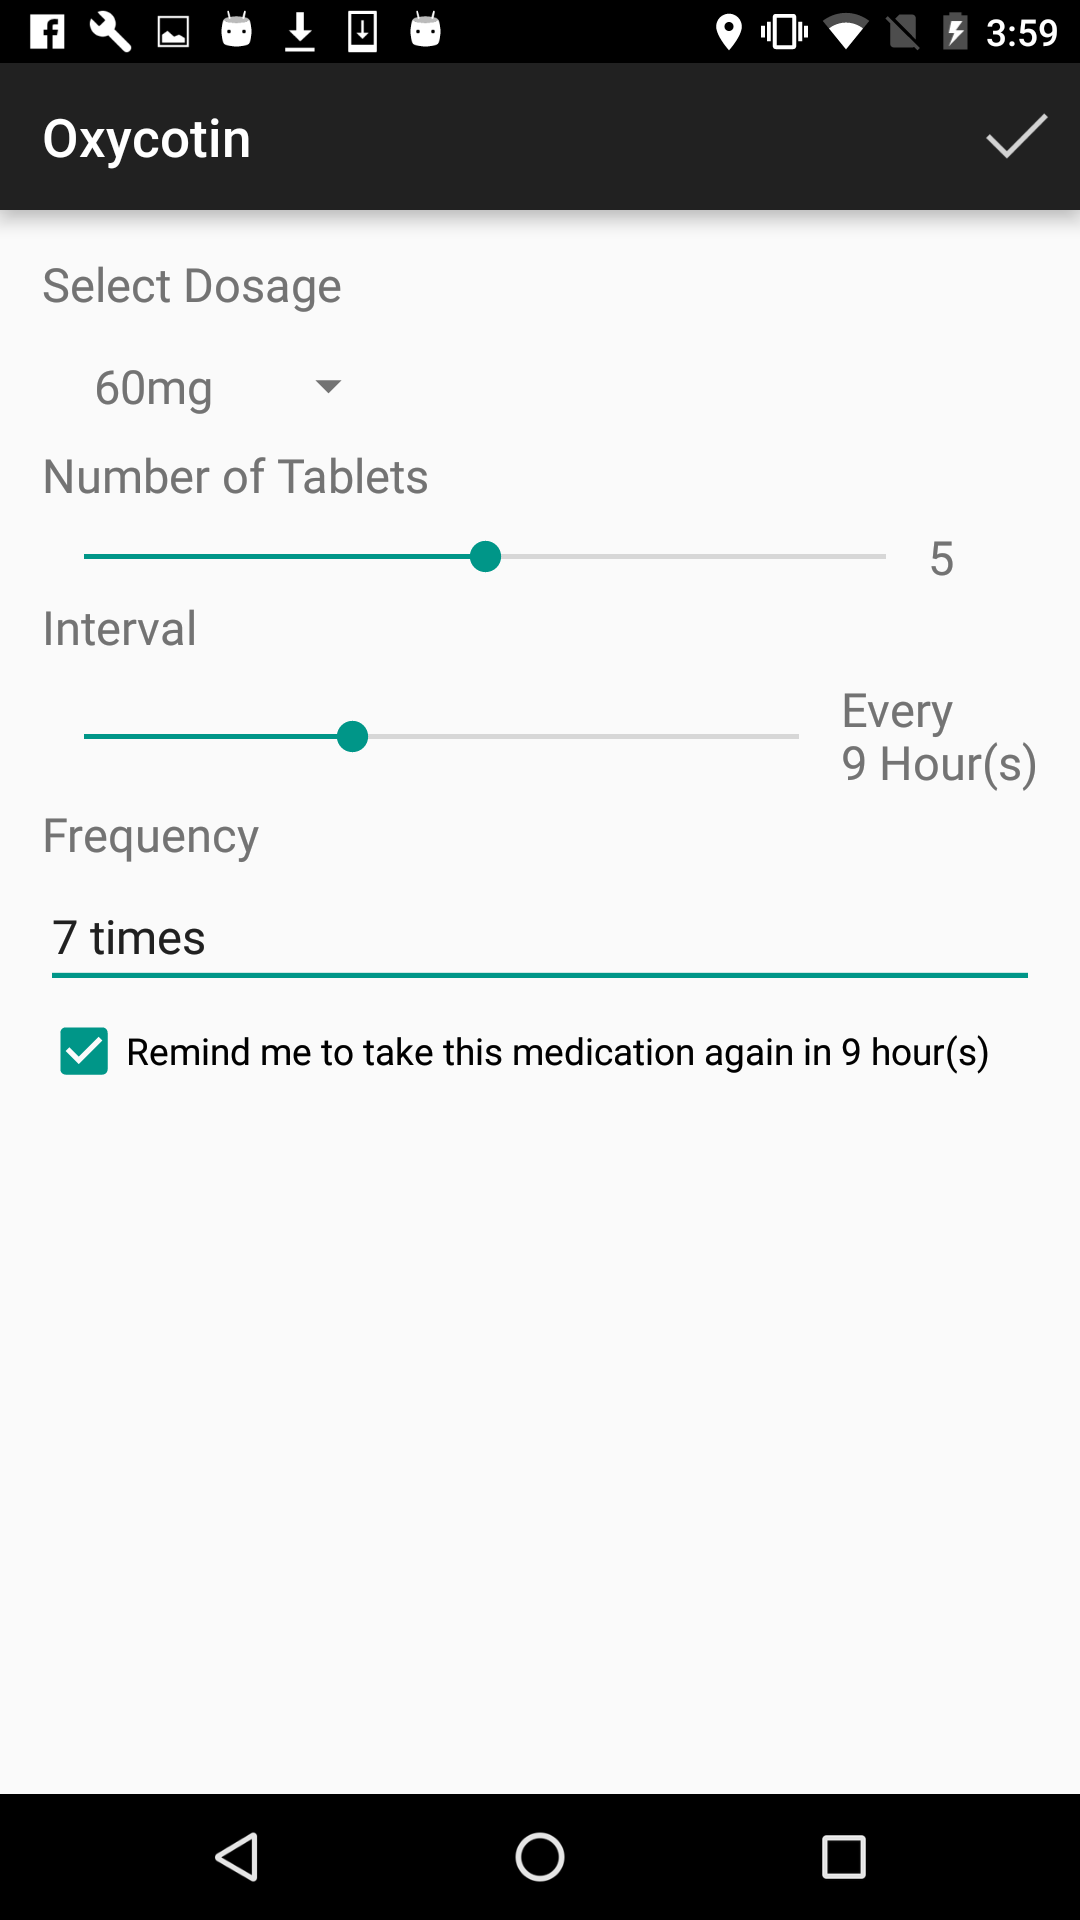 3:59
Oxycotin
Select Dosage
60mg
Number of Tablets
5
Interval
Every
9 Hour(s)
Frequency
7 times
Remind me to take this medication again in 9 hour(s)